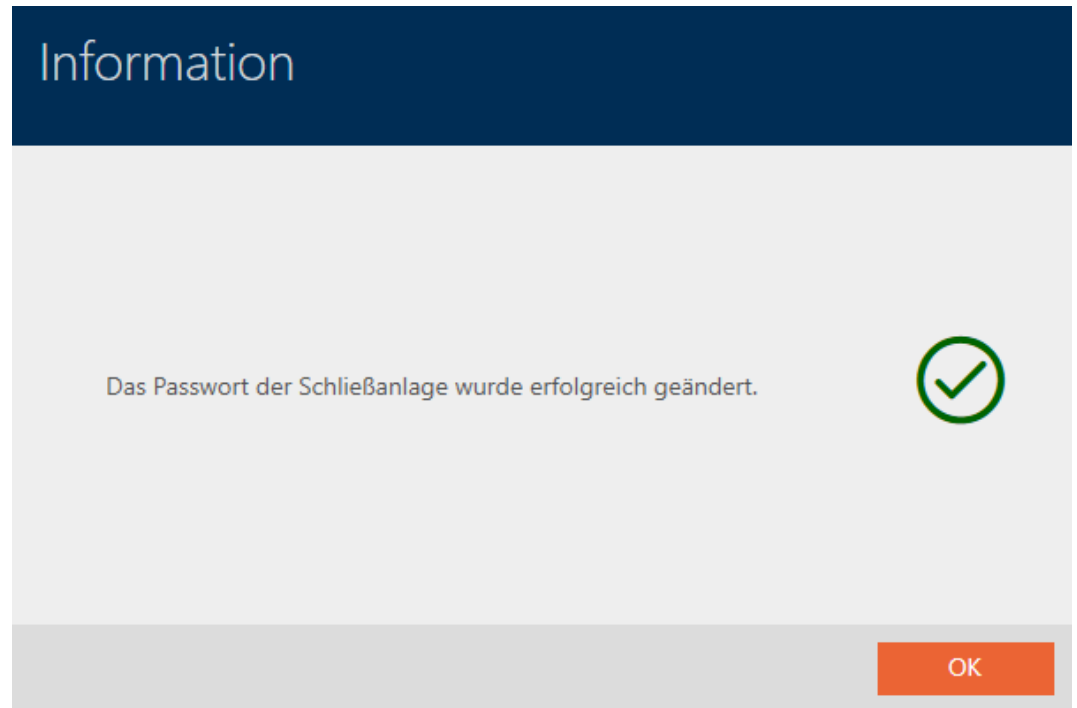 Information
Das Passwort der Schließanlage wurde erfolgreich geändert.
OK